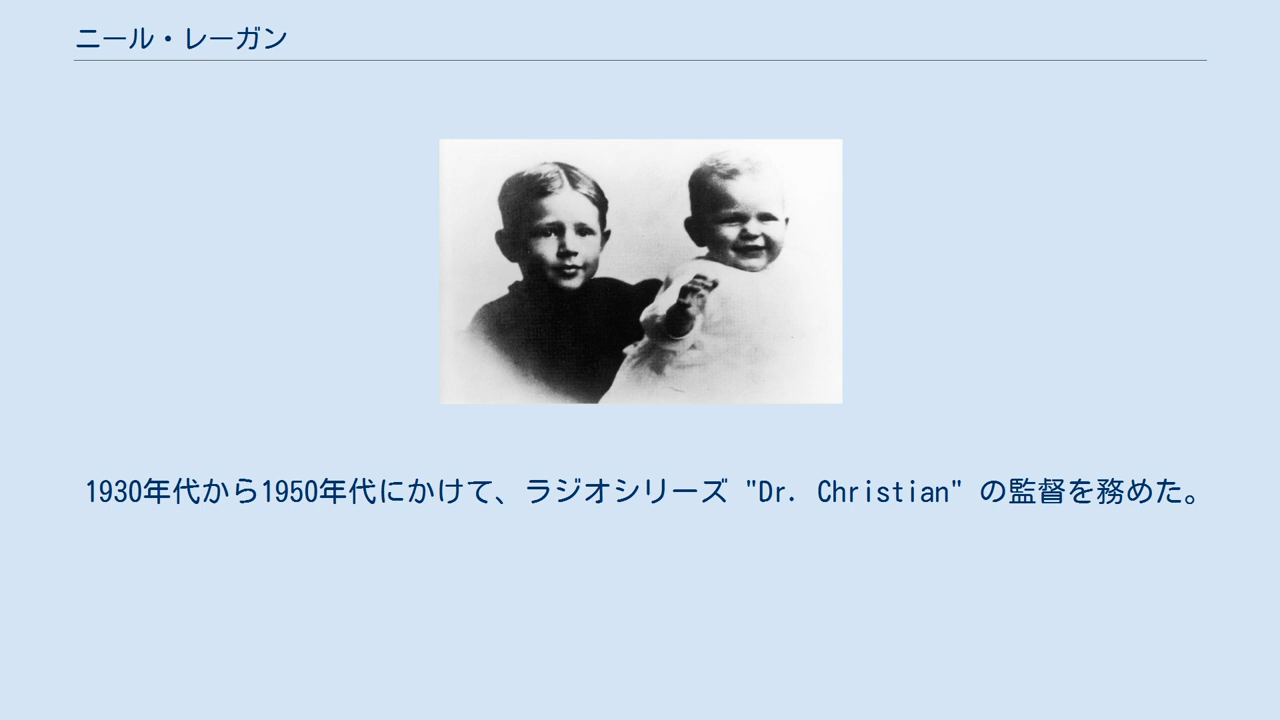 ニール・レーガン
1930年代から1950年代にかけて、ラジオシリーズ "Dr. Christian" の監督を務めた。